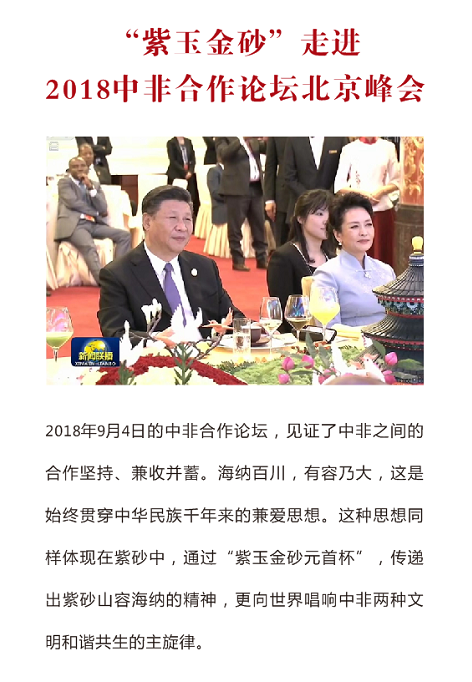 “紫玉金砂”走进
2018中非合作论坛北京峰会
新闻联播
2018年9月4日的中非合作论坛，见证了中非之间的
合作坚持、兼收并蓄。海纳百川，有容乃大，这是
始终贯穿中华民族千年来的兼爱思想。这种思想同
样体现在紫砂中，通过“紫玉金砂元首杯”，传递
出紫砂山容海纳的精神，更向世界唱响中非两种文
明和谐共生的主旋律。